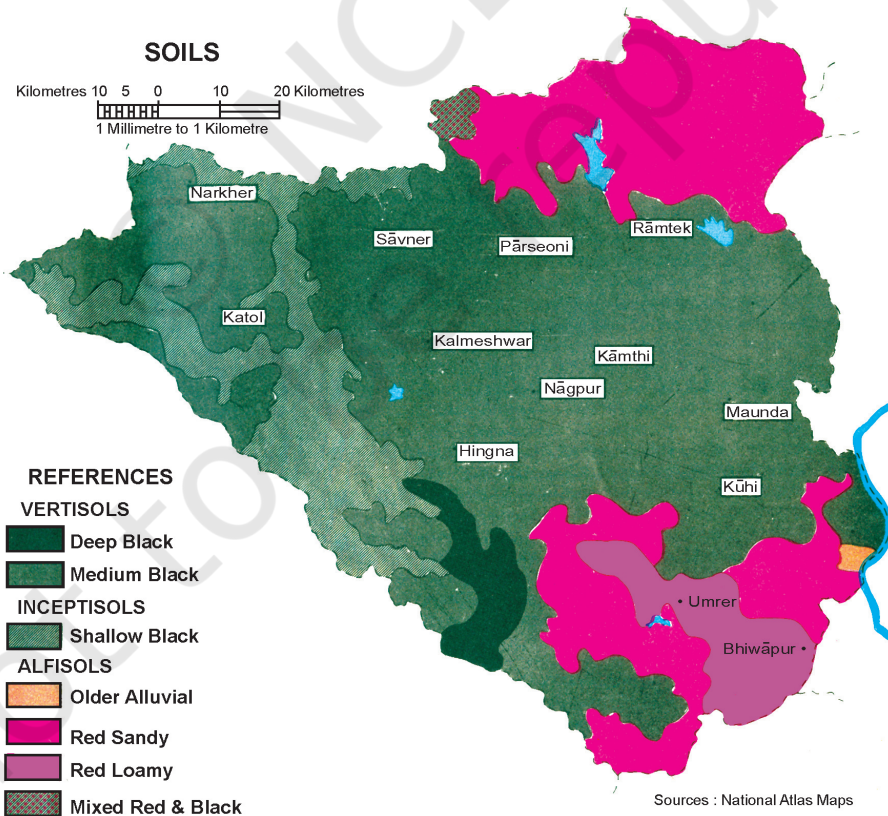 SOILS
Kilometres 10 5 0 10 20 Kilometres
1 Millimetre to 1 Kilometre
Narkher
Sāvner
Pārseoni
Rāmtek
Katol
Kalmeshwar
Kāmthi
Nāgpur
Maunda
Hingna
Kūhi
Umrer
Bhiwāpur
REFERENCES
VERTISOLS
Deep Black
Medium Black
INCEPTISOLS
Shallow Black
ALFISOLS
Older Alluvial
Red Sandy
Red Loamy
Mixed Red & Black
Sources : National Atlas Maps